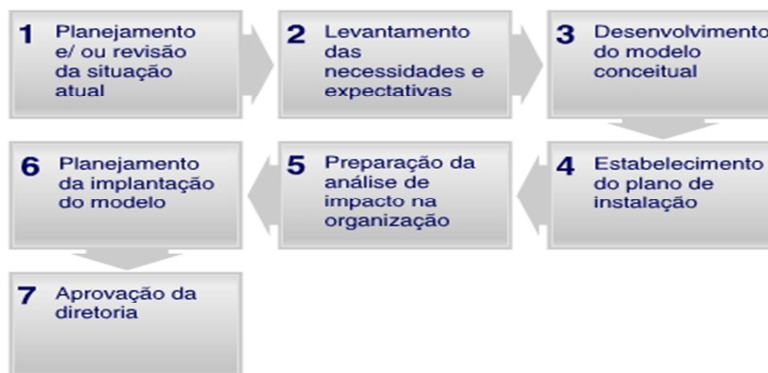 1 Planejamento
e/ ou revisão
da situação
atual
2 Levantamento
das
necessidades e
expectativas
3 Desenvolvimento
do modelo
conceitual
4 Estabelecimento
do plano de
instalação
5 Preparação da
análise de
impacto na
organização
6 Planejamento
da implantação
do modelo
7 Aprovação da
diretoria